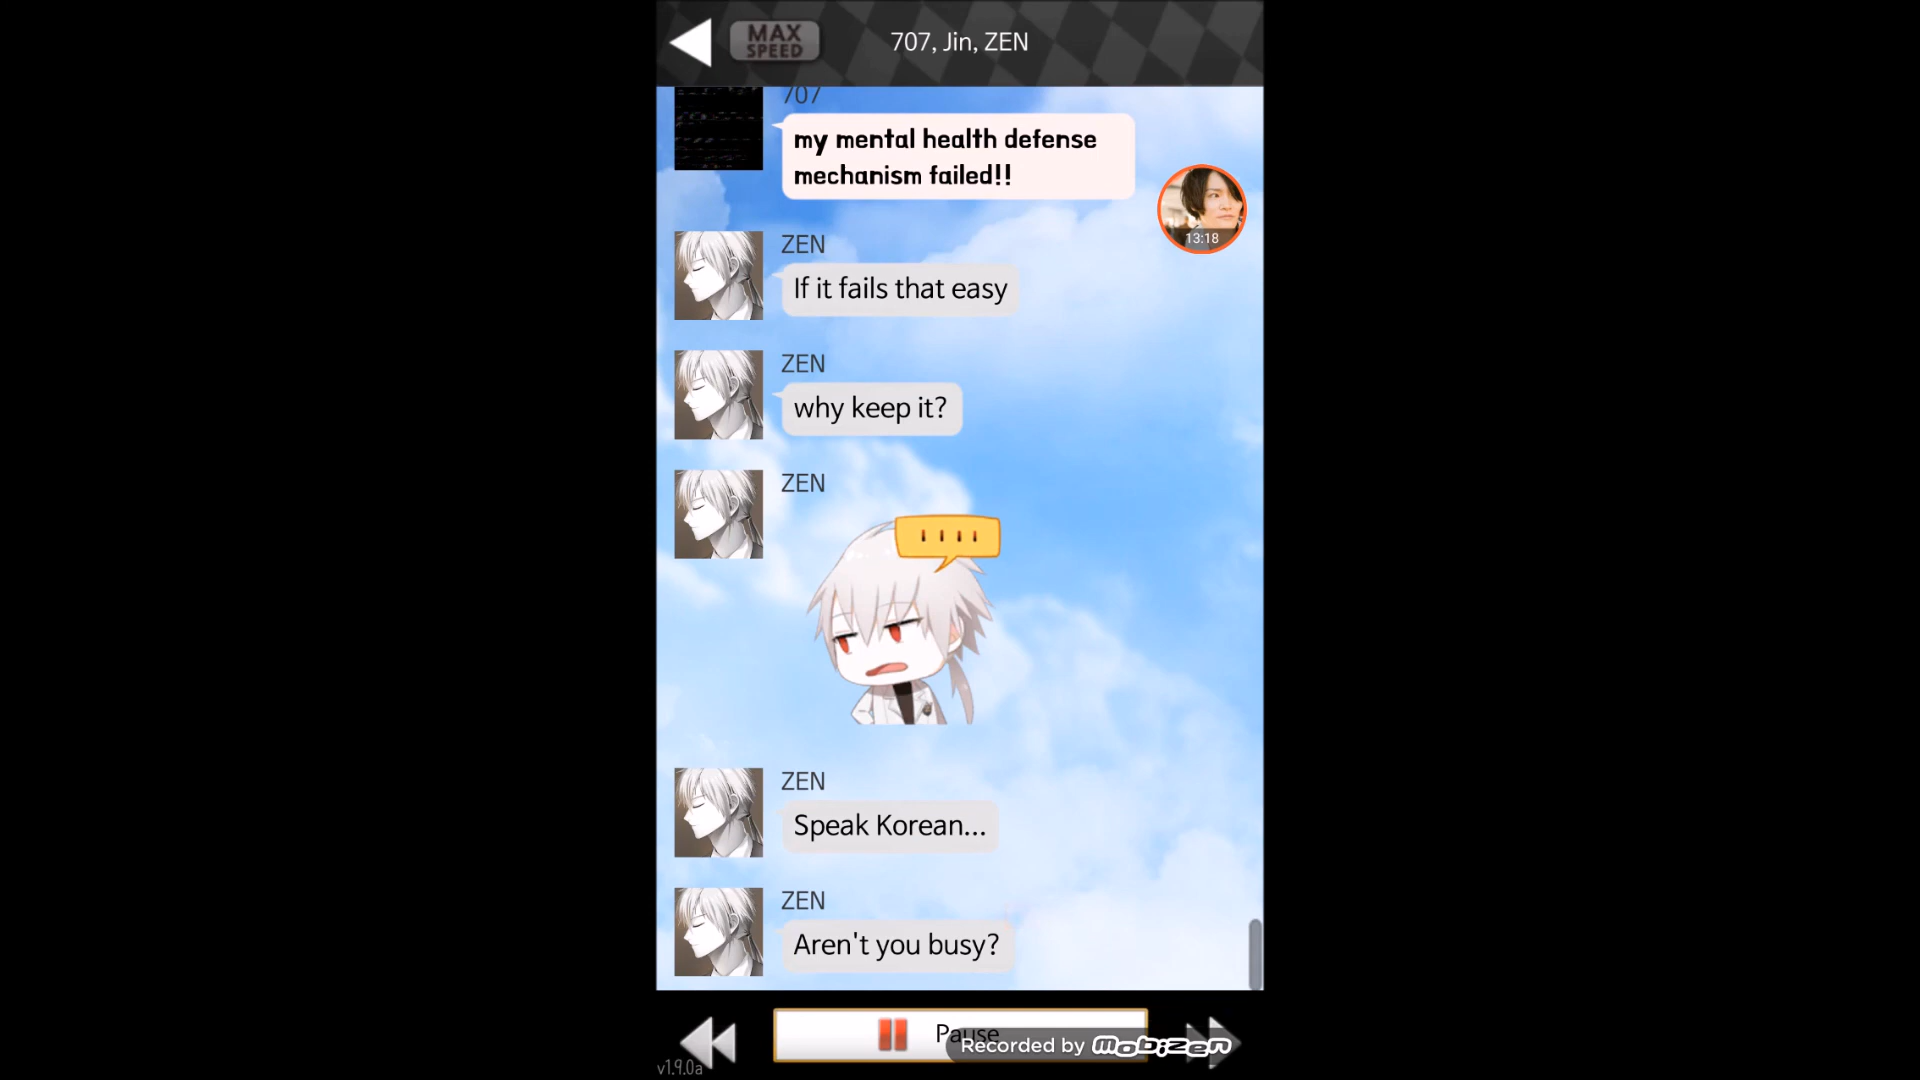 MAX
SPEED
707, Jin, ZEN
707
my mental health defense
mechanism failed!!
13:18
ZEN
If it fails that easy
ZEN
why keep it?
ZEN
ZEN
Speak Korean...
ZEN
Aren't you busy?
Pause
Recorded by Mobizen
v1.9.0a